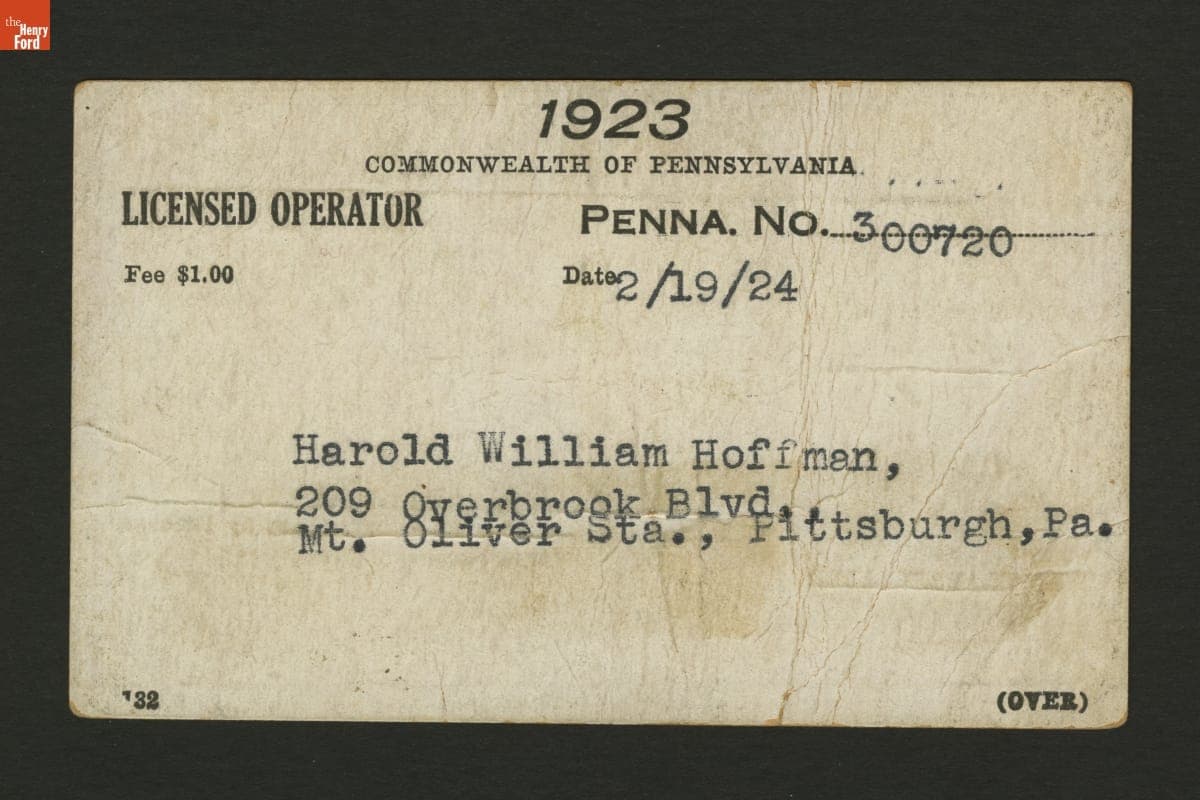 the
Henry
Ford
1923
COMMONWEALTH OF PENNSYLVANIA
LICENSED OPERATOR
PENNA. NO. 300720
Fee $1.00
Date 2/19/24
Harold William Hoffman,
209 Overbrook Blvd.,
Mt. Oliver Sta., Pittsburgh,Pa.
132
(OVER)